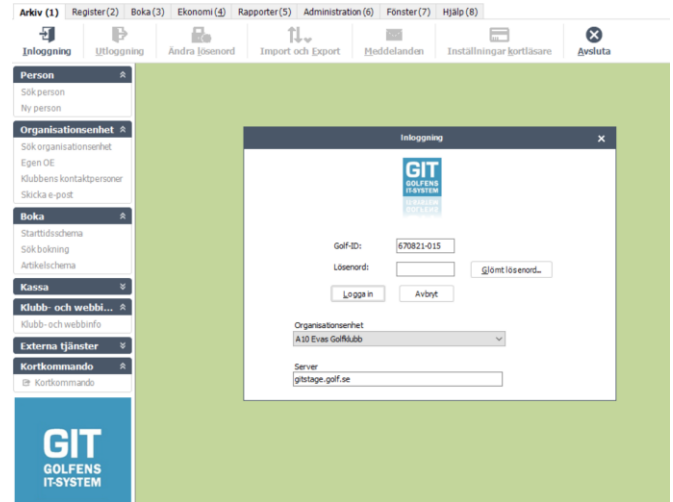 Arkiv (1) Register(2) Boka(3) Ekonomi(4) Rapporter(5) Administration(6) Fönster(7) Hjälp(8)
Inloggning Utloggning Ändra lösenord Import och Export Meddelanden Inställningar kortläsare Avsluta
Person
Sök person
Ny person
Organisationsenhet
Sök organisationsenhet
Egen OE
Klubbens kontaktpersoner
Skicka e-post
Boka
Starttidsschema
Sök bokning
Artikelschema
Kassa
Klubb- och webbi...
Klubb- och webbinfo
Externa tjänster
Kortkommando
Kortkommando
GIT
GOLFENS
IT-SYSTEM
Inloggning
GIT
GOLFENS
IT-SYSTEM
Golf-ID: 670821-015
Lösenord: Glömt lösenord...
Logga in Avbryt
Organisationsenhet
A10 Evas Golfklubb
Server
gitstage.golf.se